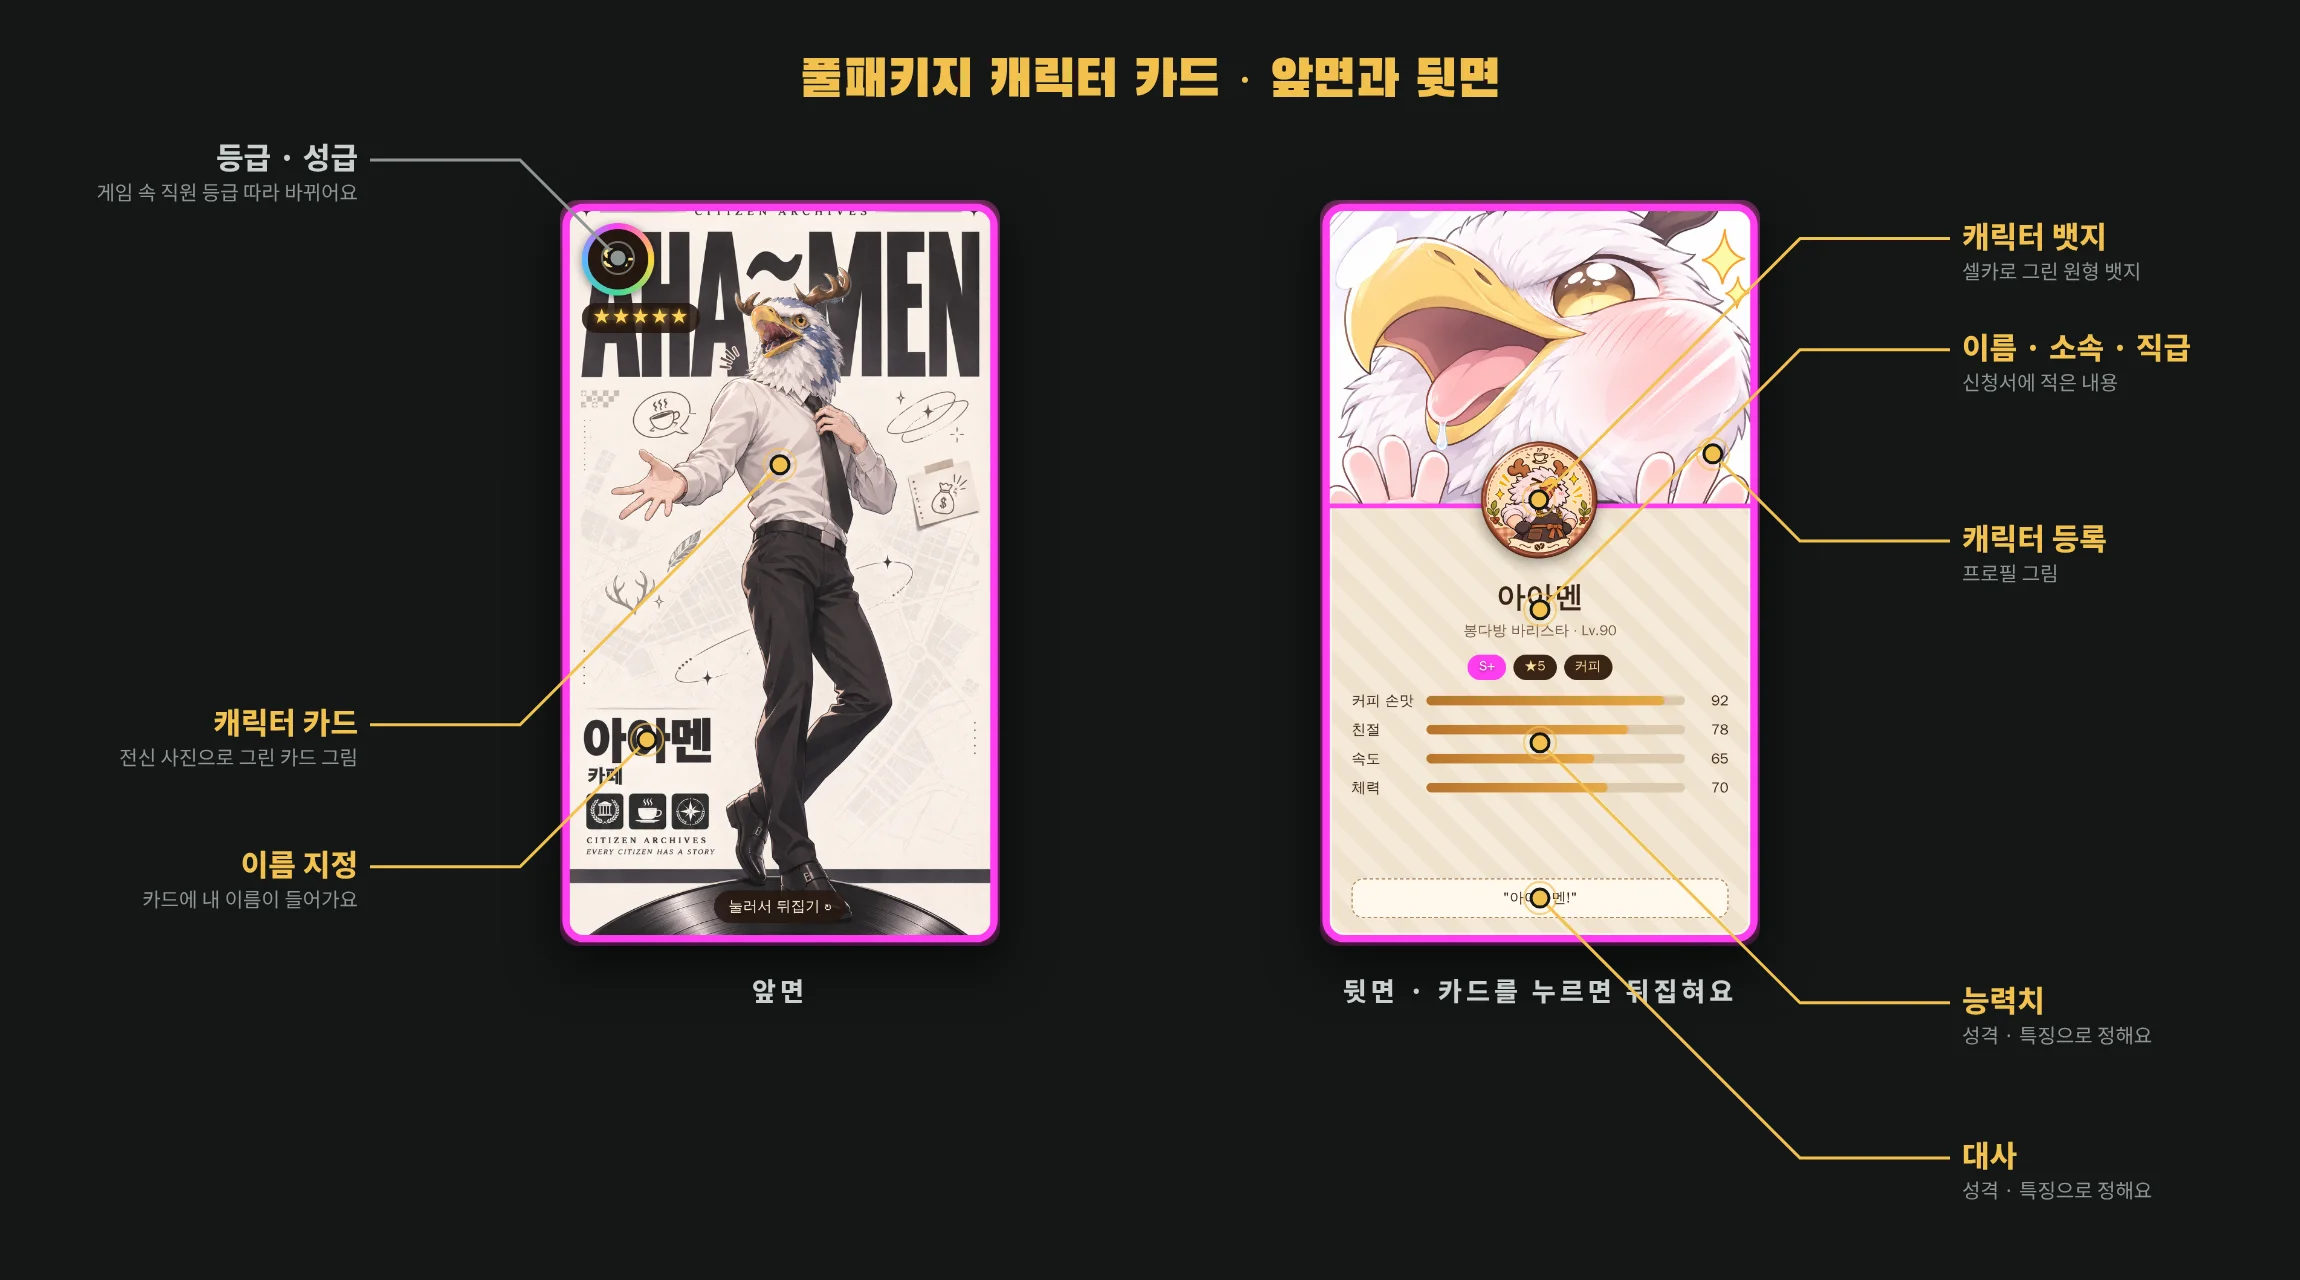 풀패키지 캐릭터 카드 · 앞면과 뒷면
등급 · 성급
게임 속 직원 등급 따라 바뀌어요
캐릭터 카드
전신 사진으로 그린 카드 그림
이름 지정
카드에 내 이름이 들어가요
CITIZEN ARCHIVES
AHA~MEN
★★★★★
아아멘
카페
CITIZEN ARCHIVES
EVERY CITIZEN HAS A STORY
눌러서 뒤집기 ↻
앞면
아아멘
봉다방 바리스타 · Lv.90
S+ ★5 커피
커피 손맛 92
친절 78
속도 65
체력 70
"아아멘!"
뒷면 · 카드를 누르면 뒤집혀요
캐릭터 뱃지
셀카로 그린 원형 뱃지
이름 · 소속 · 직급
신청서에 적은 내용
캐릭터 등록
프로필 그림
능력치
성격 · 특징으로 정해요
대사
성격 · 특징으로 정해요